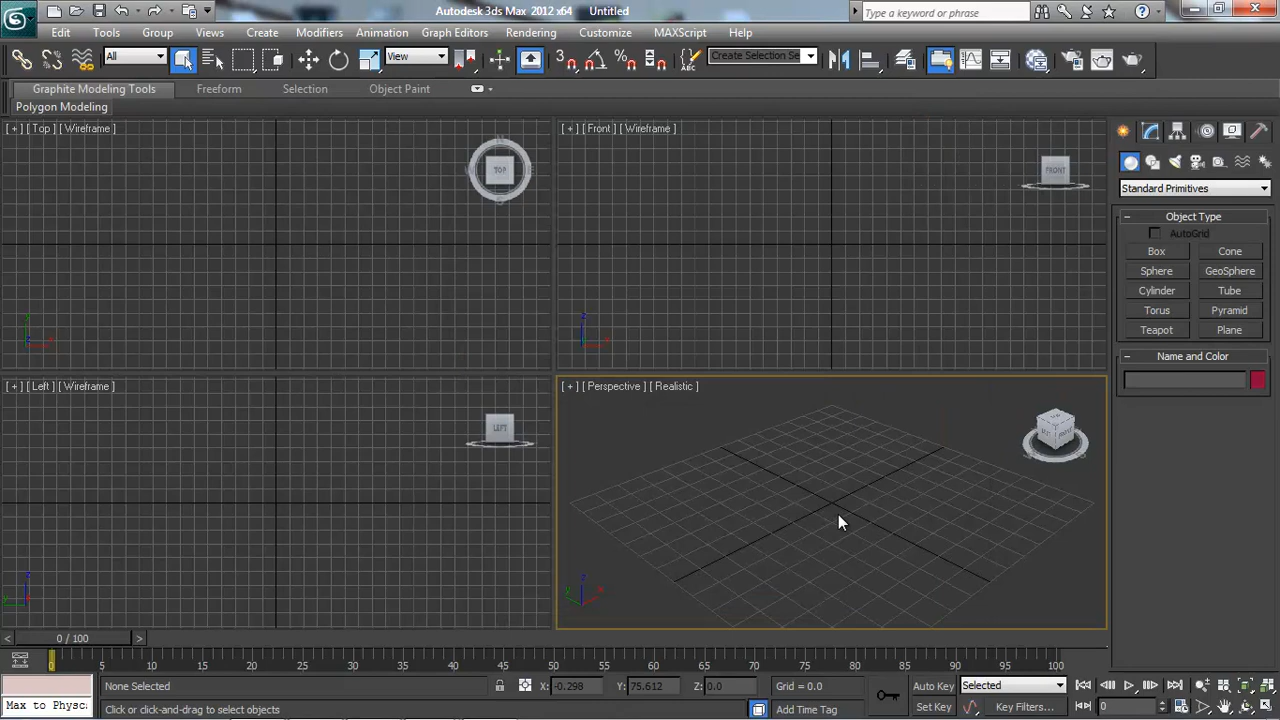 Autodesk 3ds Max 2012 x64 Untitled
Type a keyword or phrase
Edit Tools Group Views Create Modifiers Animation Graph Editors Rendering Customize MAXScript Help
All View 3 % ABC Create Selection Se
Graphite Modeling Tools Freeform Selection Object Paint
Polygon Modeling
[ + ] [ Top ] [ Wireframe ]
TOP
[ + ] [ Front ] [ Wireframe ]
FRONT
Standard Primitives
Object Type
AutoGrid
Box Cone
Sphere GeoSphere
Cylinder Tube
Torus Pyramid
Teapot Plane
Name and Color
[ + ] [ Left ] [ Wireframe ]
LEFT
[ + ] [ Perspective ] [ Realistic ]
< 0 / 100 >
0 5 10 15 20 25 30 35 40 45 50 55 60 65 70 75 80 85 90 95 100
None Selected X: -0.298 Y: 75.612 Z: 0.0 Grid = 0.0 Auto Key Selected
Max to Physc Click or click-and-drag to select objects Add Time Tag Set Key Key Filters... 0